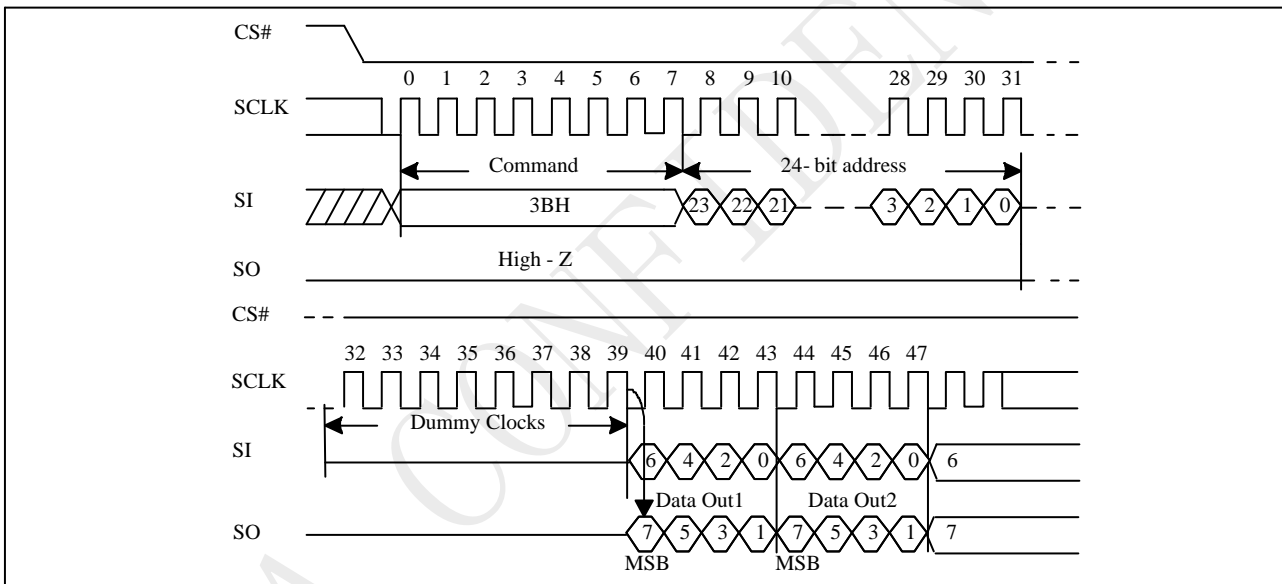 CS#
0 1 2 3 4 5 6 7 8 9 10 28 29 30 31
SCLK
Command 24- bit address
SI 3BH 23 22 21 3 2 1 0
High - Z
SO
CS#
32 33 34 35 36 37 38 39 40 41 42 43 44 45 46 47
SCLK
Dummy Clocks
SI 6 4 2 0 6 4 2 0 6
Data Out1 Data Out2
SO 7 5 3 1 7 5 3 1 7
MSB MSB